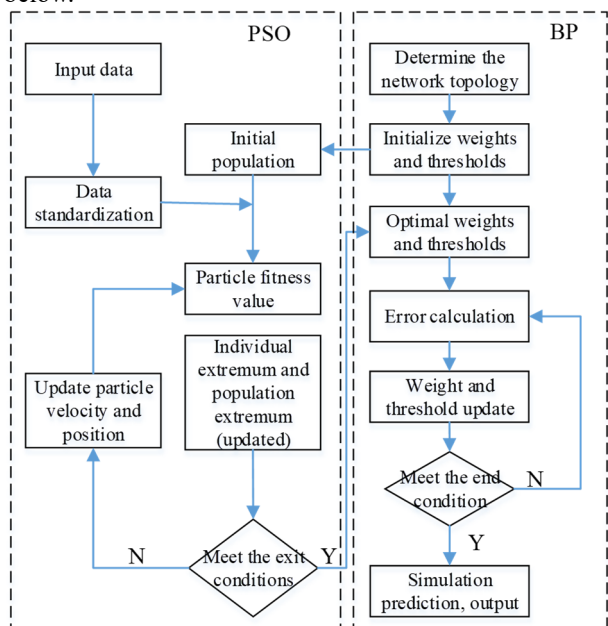 below.
PSO
Input data
Initial
population
Data
standardization
Particle fitness
value
Individual
extremum and
population
extremum
(updated)
Update particle
velocity and
position
N
Meet the exit
conditions
Y
BP
Determine the
network topology
Initialize weights
and thresholds
Optimal weights
and thresholds
Error calculation
Weight and
threshold update
Meet the end
condition
N
Y
Simulation
prediction, output